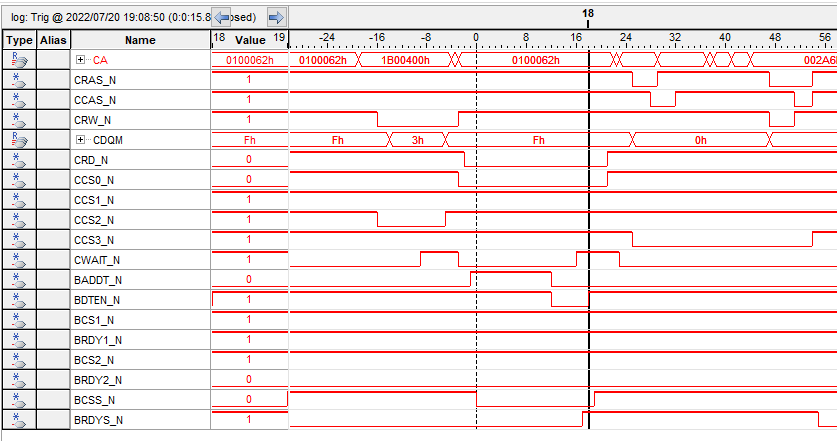 log: Trig @ 2022/07/20 19:08:50 (0:0:15.8 osed)
18
Type Alias Name 18 Value 19 -24 -16 -8 0 8 16 24 32 40 48 56
CA 0100062h 0100062h 1B00400h 0100062h 002A6
CRAS_N 1
CCAS_N 1
CRW_N 1
CDQM Fh Fh 3h Fh 0h
CRD_N 0
CCS0_N 0
CCS1_N 1
CCS2_N 1
CCS3_N 1
CWAIT_N 1
BADDT_N 0
BDTEN_N 1
BCS1_N 1
BRDY1_N 1
BCS2_N 1
BRDY2_N 0
BCSS_N 0
BRDYS_N 1